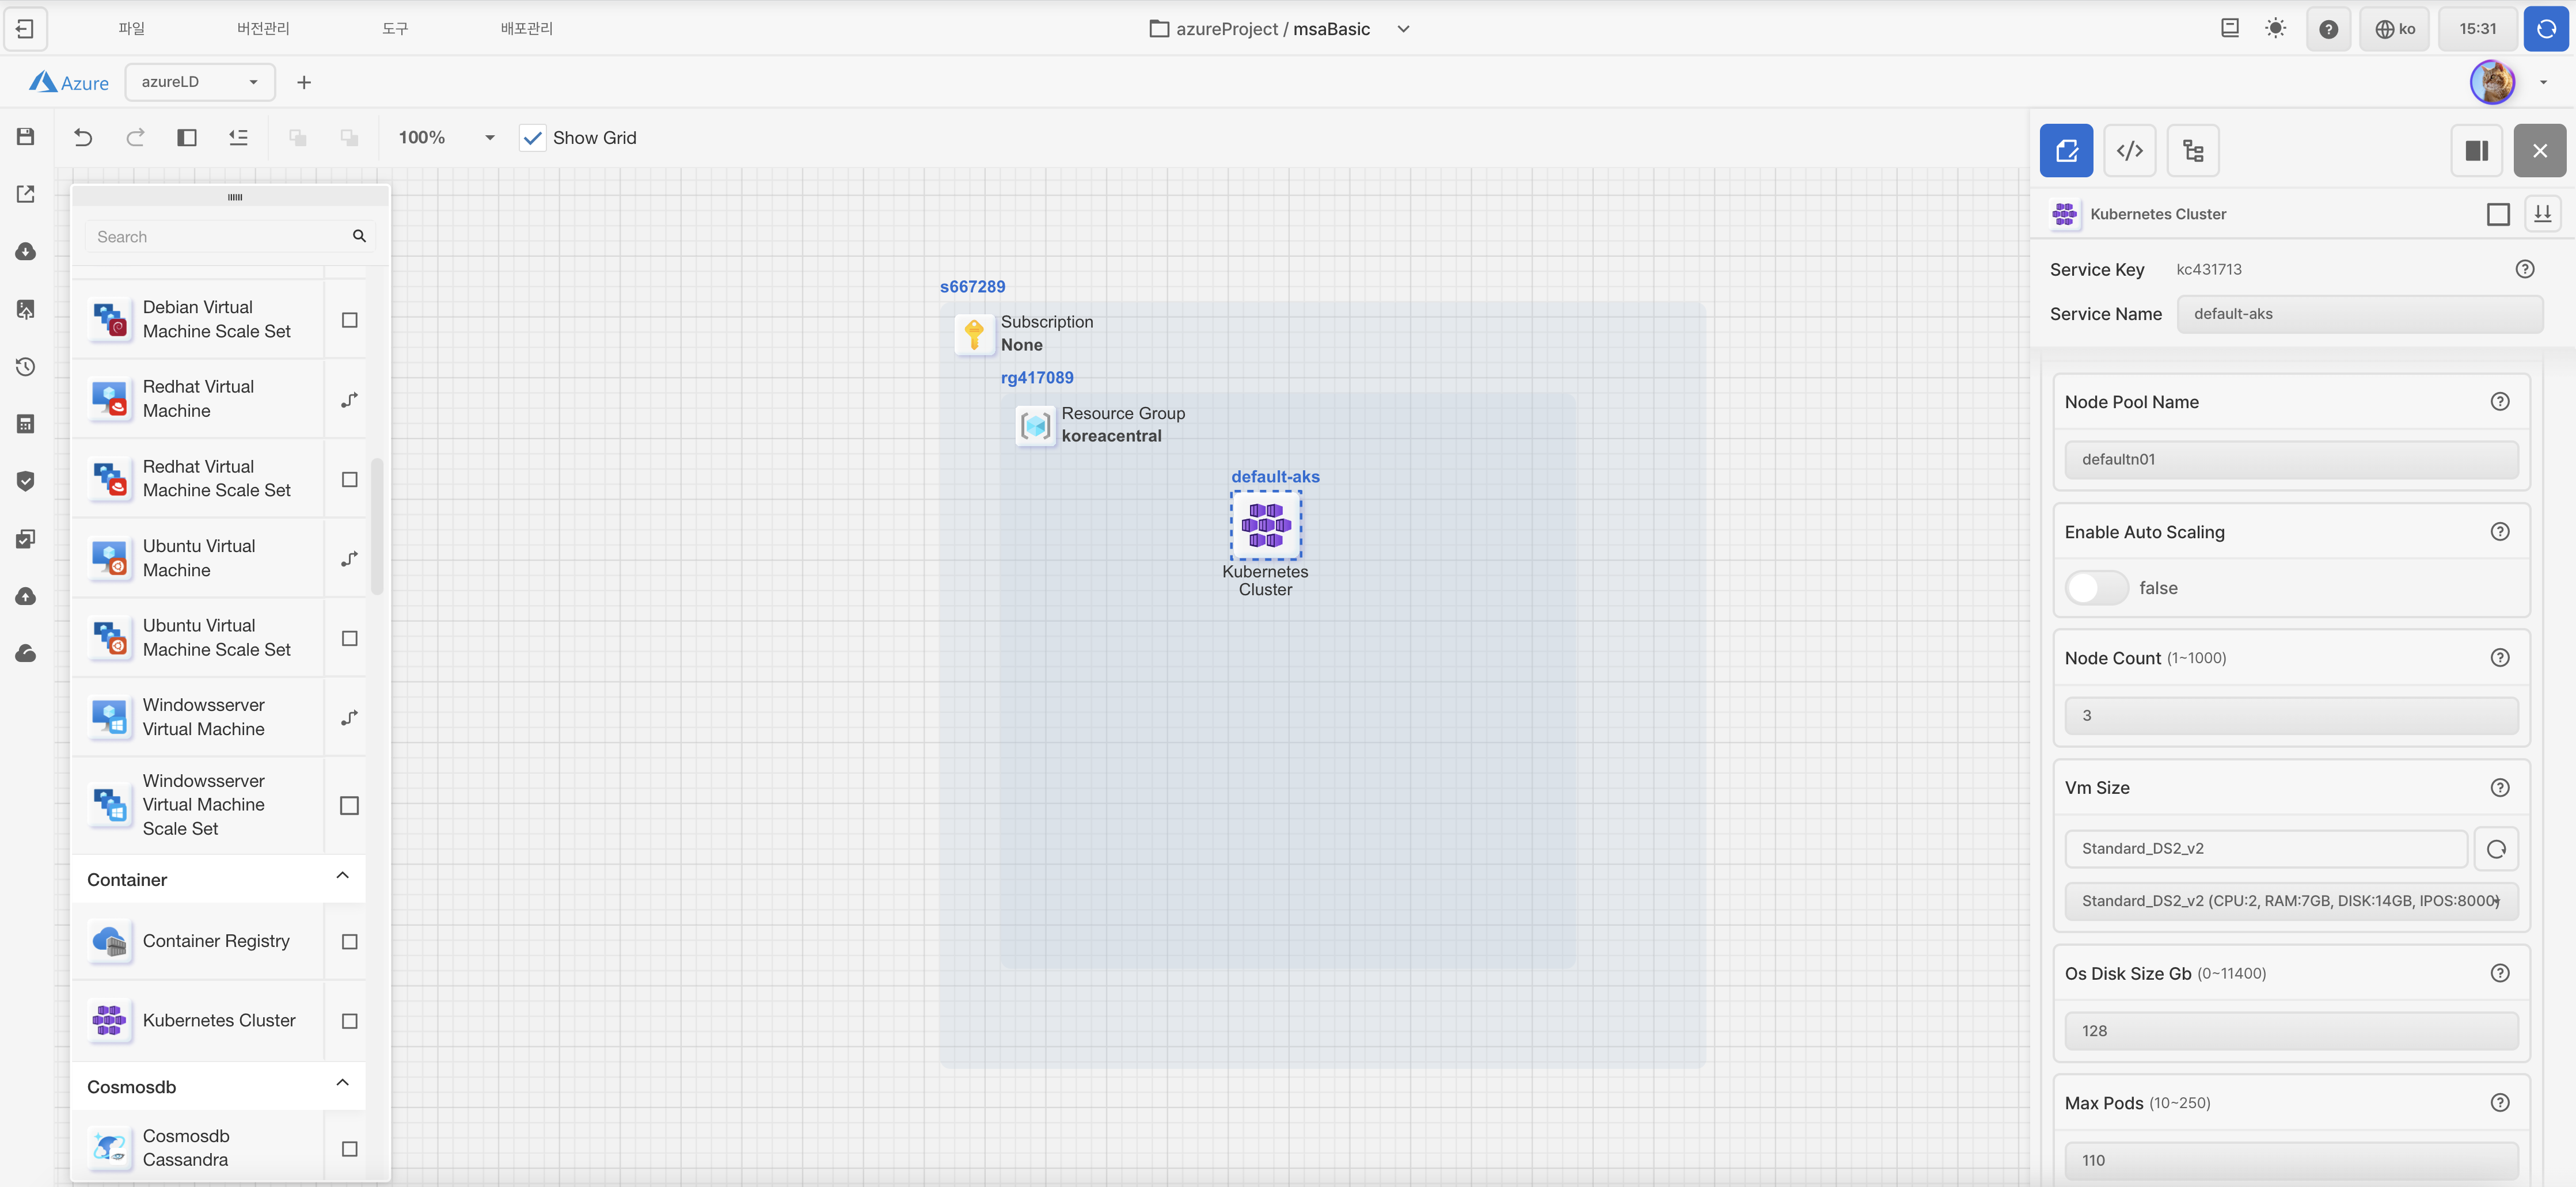 파일
버전관리
도구
배포관리
azureProject / msaBasic
ko
15:31
Azure
azureLD
100%
Show Grid
Search
Debian Virtual
Machine Scale Set
Redhat Virtual
Machine
Redhat Virtual
Machine Scale Set
Ubuntu Virtual
Machine
Ubuntu Virtual
Machine Scale Set
Windowsserver
Virtual Machine
Windowsserver
Virtual Machine
Scale Set
Container
Container Registry
Kubernetes Cluster
Cosmosdb
Cosmosdb
Cassandra
s667289
Subscription
None
rg417089
Resource Group
koreacentral
default-aks
Kubernetes
Cluster
Kubernetes Cluster
Service Key kc431713
Service Name default-aks
Node Pool Name
defaultn01
Enable Auto Scaling
false
Node Count (1~1000)
3
Vm Size
Standard_DS2_v2
Standard_DS2_v2 (CPU:2, RAM:7GB, DISK:14GB, IPOS:8000)
Os Disk Size Gb (0~11400)
128
Max Pods (10~250)
110